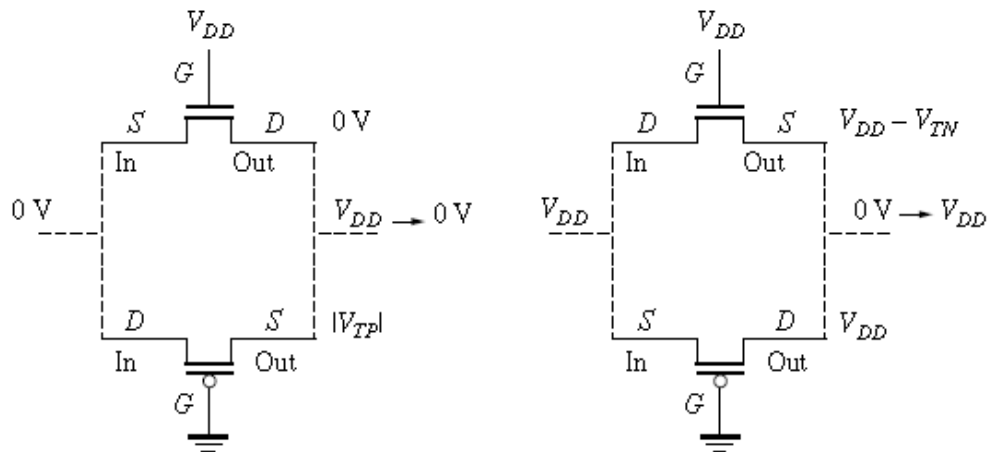 V_DD V_DD
G G
S D 0 V D S V_DD − V_TN
In Out In Out
0 V V_DD → 0 V V_DD 0 V → V_DD
D S |V_TP| S D V_DD
In Out In Out
G G